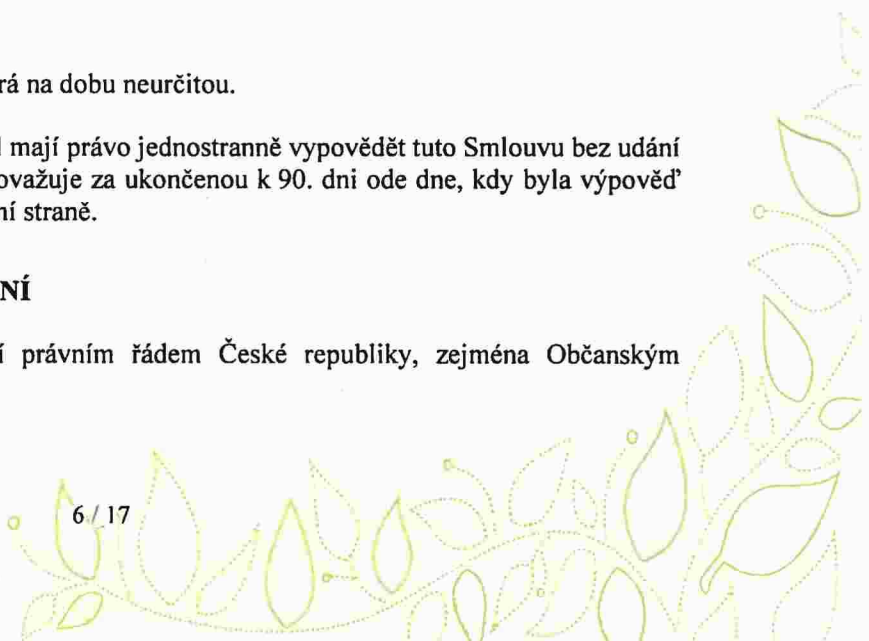 rá na dobu neurčitou.
mají právo jednostranně vypovědět tuto Smlouvu bez udání
ovažuje za ukončenou k 90. dni ode dne, kdy byla výpověď
ní straně.
NÍ
í právním řádem České republiky, zejména Občanským
6 / 17